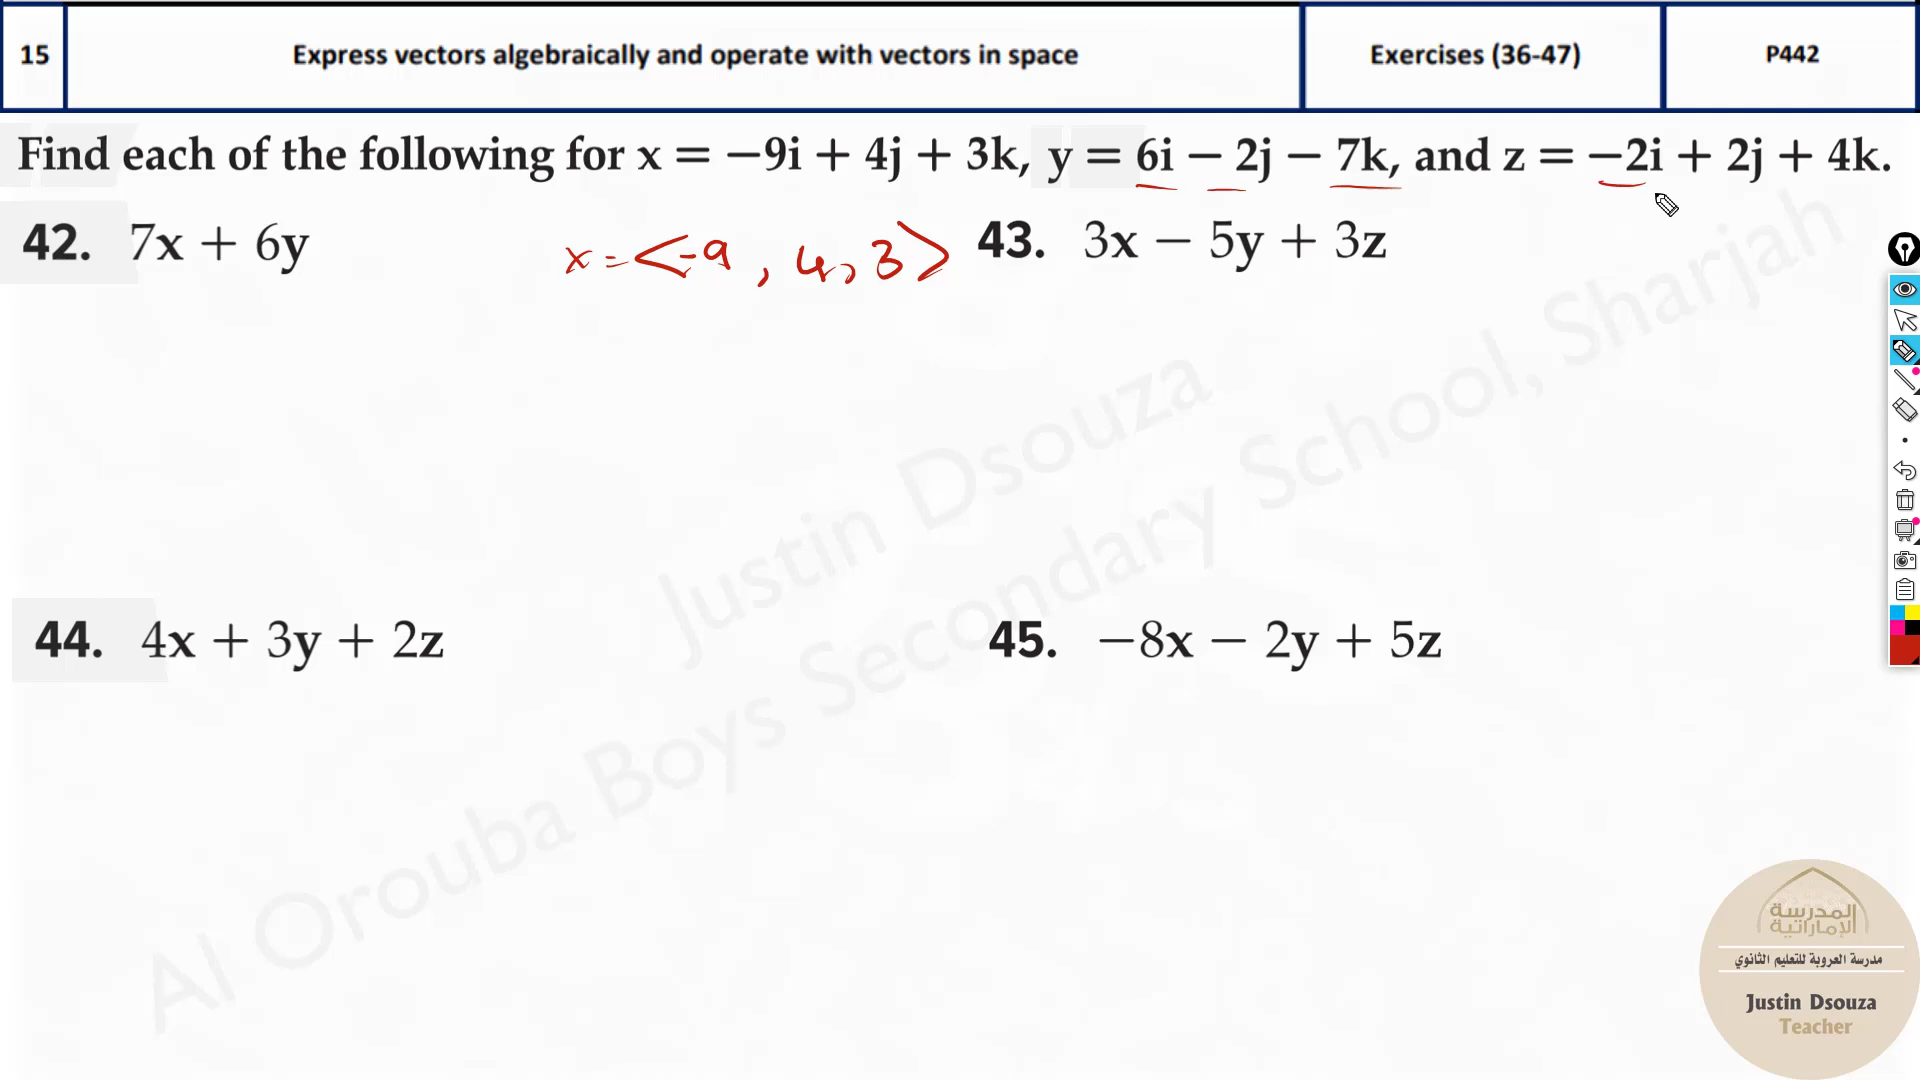 15 Express vectors algebraically and operate with vectors in space Exercises (36-47) P442
Find each of the following for x = −9i + 4j + 3k, y = 6i − 2j − 7k, and z = −2i + 2j + 4k.
42. 7x + 6y
x = <-9, 4, 3>
43. 3x − 5y + 3z
44. 4x + 3y + 2z
45. −8x − 2y + 5z
Justin Dsouza
Al Orouba Boys Secondary School, Sharjah
المدرسة
الإماراتية
مدرسة العروبة للتعليم الثانوي
Justin Dsouza
Teacher